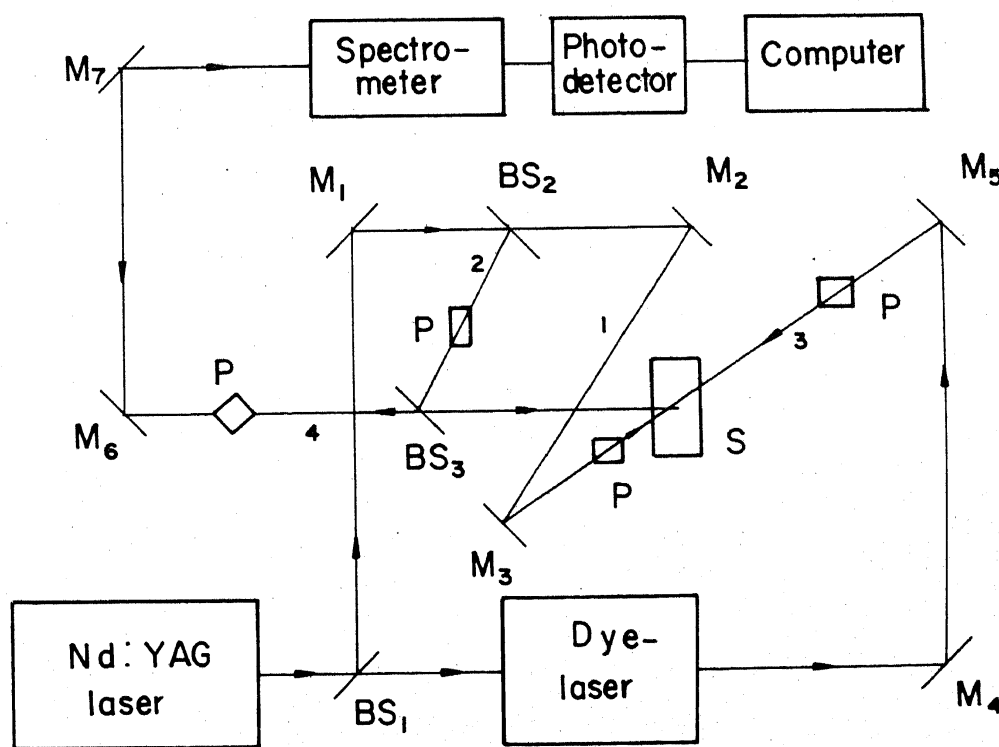 Spectro-
meter
Photo-
detector
Computer
M7
M1
BS2
M2
M5
2
P
1
3
P
P
4
M6
BS3
P
S
M3
Nd:YAG
laser
BS1
Dye-
laser
M4